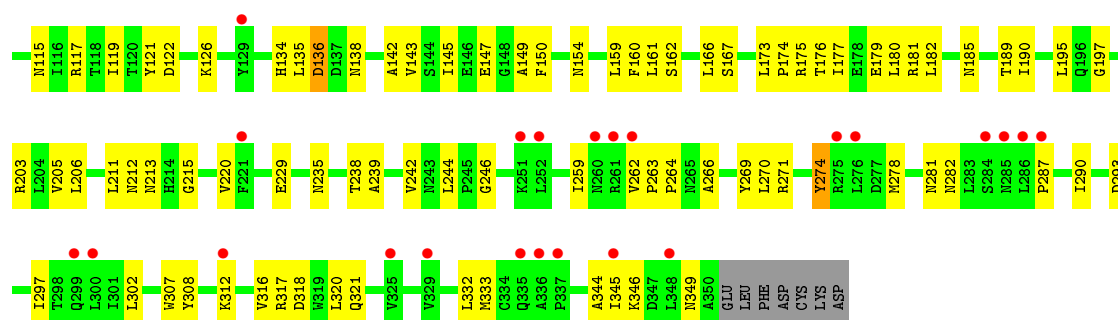 N115 I116 R117 T118 I119 T120 Y121 D122 K126 Y129 H134 L135 D136 D137 N138 A142 V143 S144 I145 E146 E147 G148 A149 F150 N154 L159 F160 L161 S162 L166 S167 L173 P174 R175 T176 I177 E178 E179 L180 R181 L182 N185 T189 I190 L195 Q196 G197
R203 L204 V205 L206 L211 N212 N213 H214 G215 V220 F221 E229 N235 T238 A239 V242 N243 L244 P245 G246 K251 L252 I259 N260 R261 V262 P263 P264 N265 A266 Y269 L270 R271 Y274 R275 L276 D277 M278 N281 N282 L283 S284 N285 L286 P287 I290
I297 T298 Q299 L300 I301 L302 W307 Y308 K312 V316 R317 D318 W319 L320 Q321 V325 V329 L332 M333 C334 Q335 A336 P337 A344 I345 K346 D347 L348 N349 A350 GLU LEU PHE ASP CYS LYS ASP